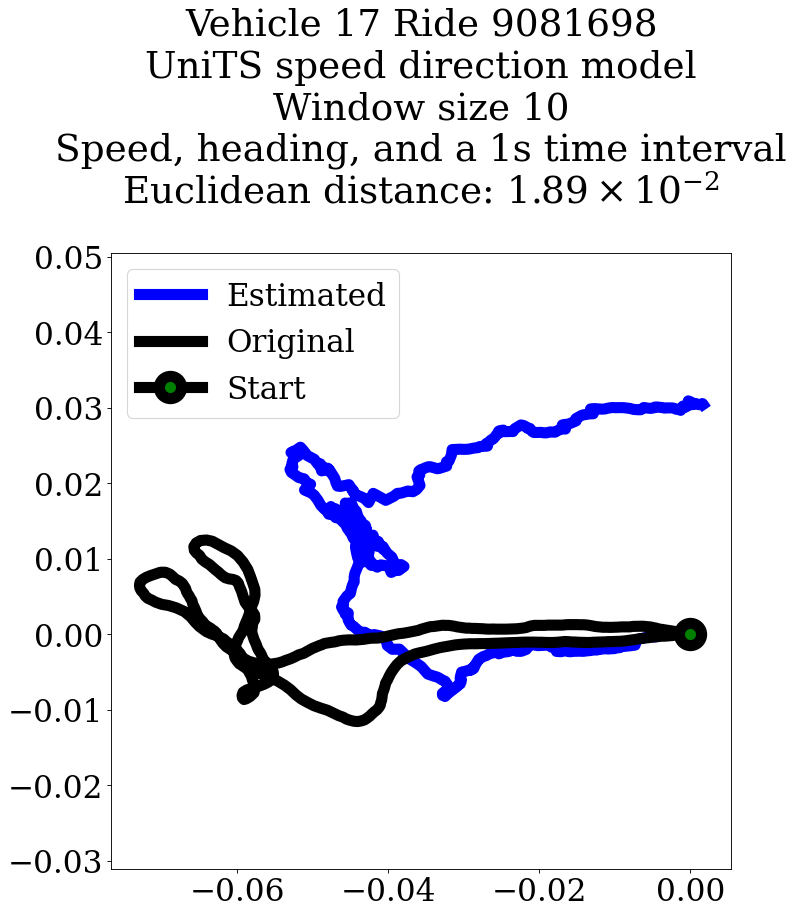 Vehicle 17 Ride 9081698
UniTS speed direction model
Window size 10
Speed, heading, and a 1s time interval
Euclidean distance: 1.89 × 10⁻²
0.05
Estimated
0.04
Original
Start
0.03
0.02
0.01
0.00
−0.01
−0.02
−0.03
−0.06 −0.04 −0.02 0.00